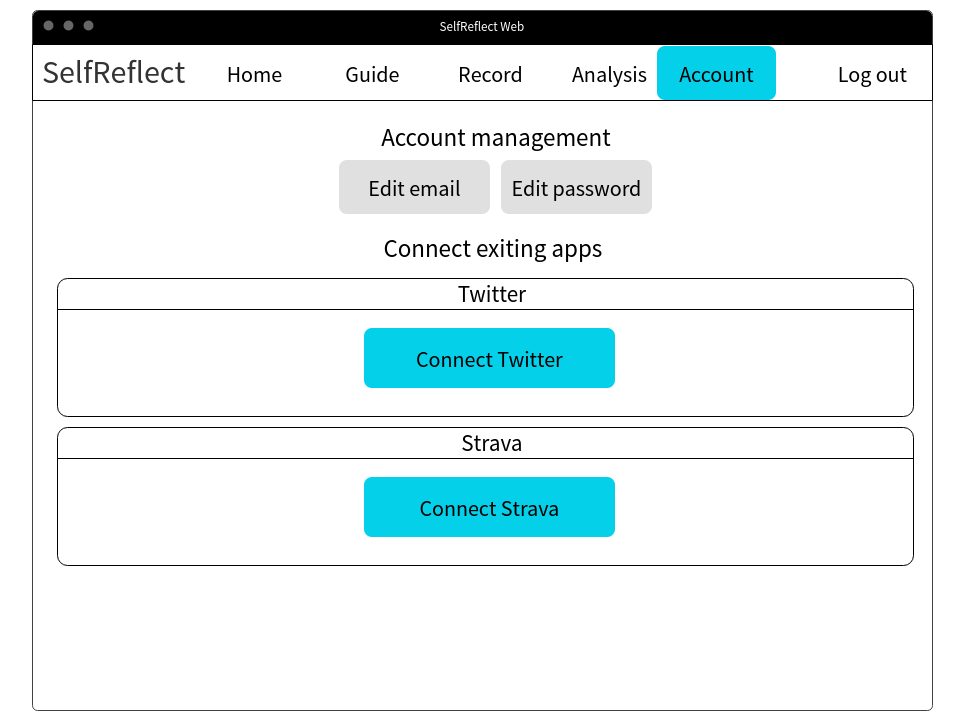 SelfReflect Web
SelfReflect Home Guide Record Analysis Account Log out
Account management
Edit email Edit password
Connect exiting apps
Twitter
Connect Twitter
Strava
Connect Strava